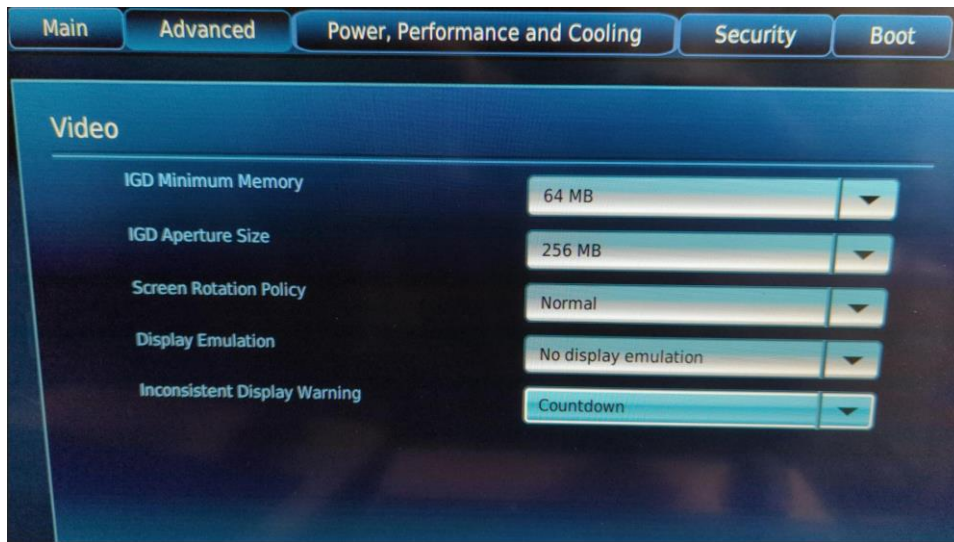 Main Advanced Power, Performance and Cooling Security Boot
Video
IGD Minimum Memory 64 MB
IGD Aperture Size 256 MB
Screen Rotation Policy Normal
Display Emulation No display emulation
Inconsistent Display Warning Countdown